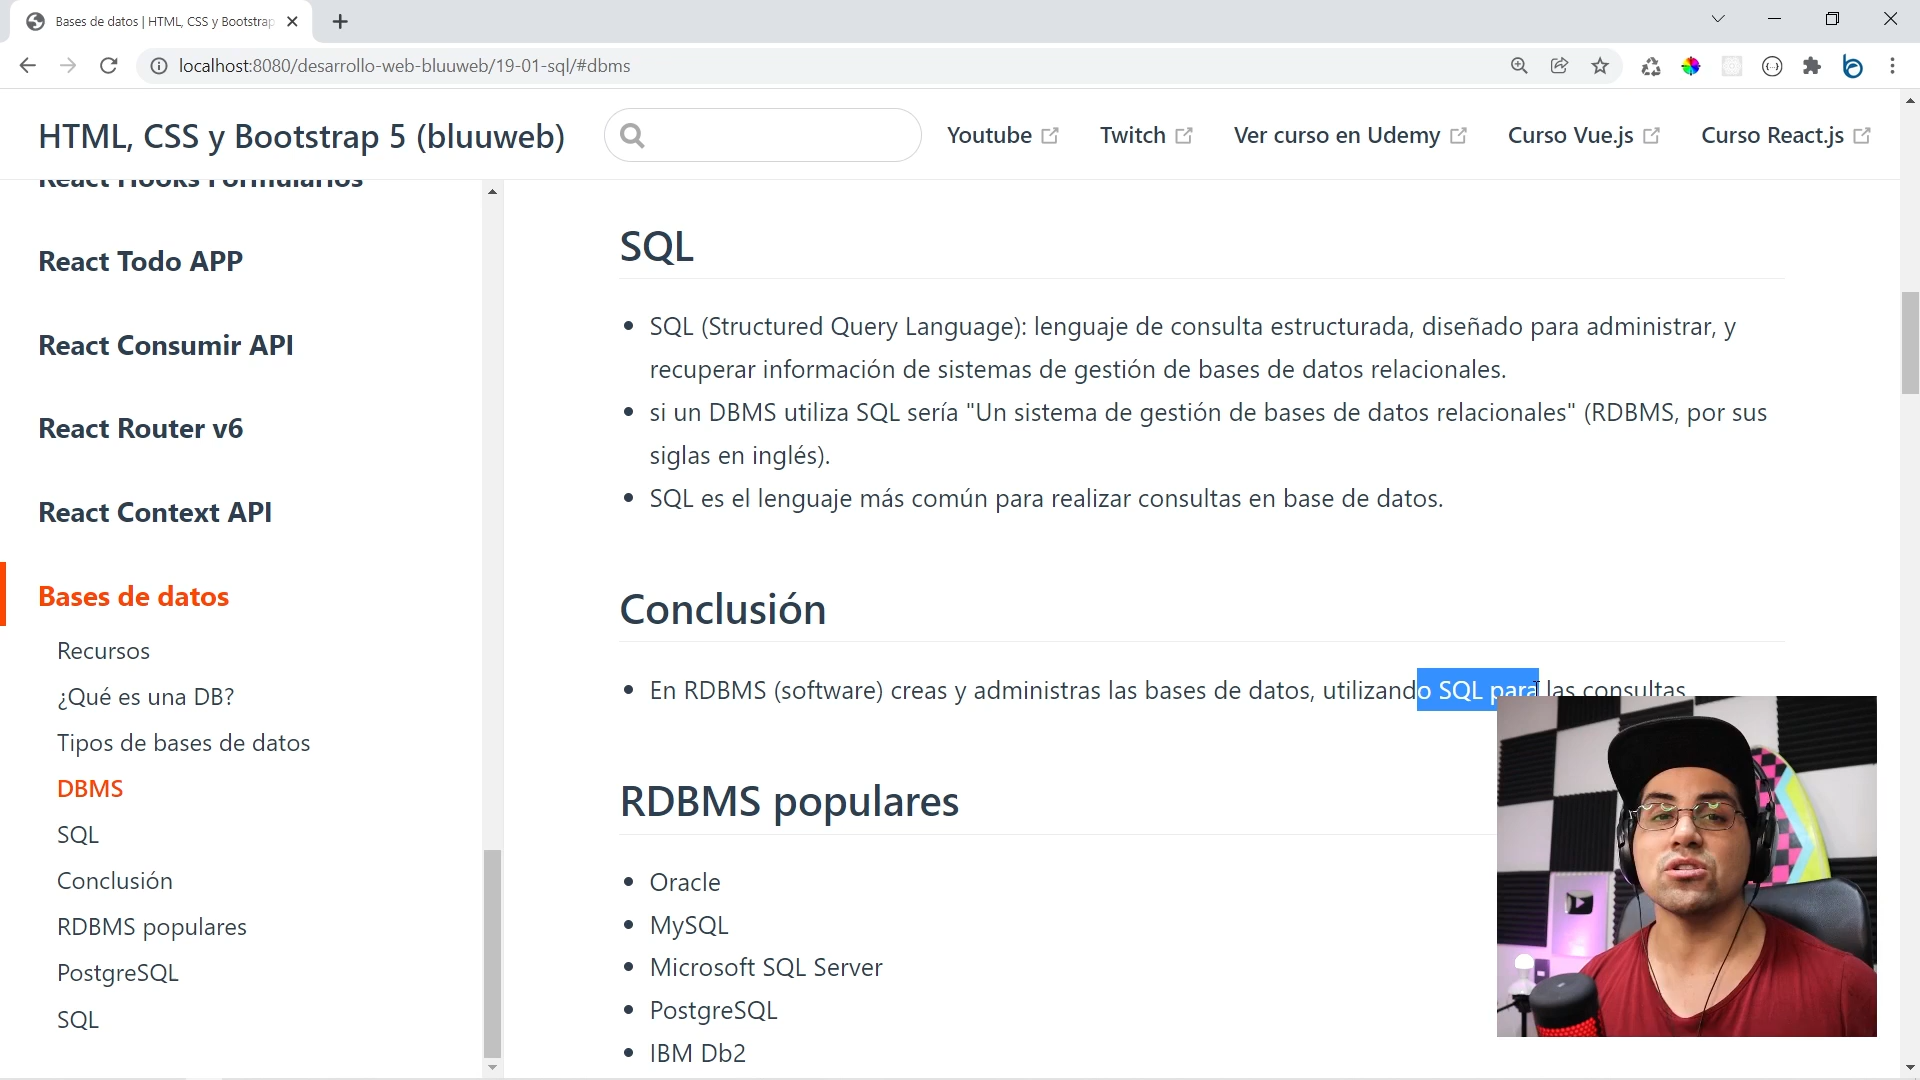 Bases de datos | HTML, CSS y Bootstrap
localhost:8080/desarrollo-web-bluuweb/19-01-sql/#dbms
HTML, CSS y Bootstrap 5 (bluuweb)
Youtube
Twitch
Ver curso en Udemy
Curso Vue.js
Curso React.js
React Hooks Formularios
React Todo APP
React Consumir API
React Router v6
React Context API
Bases de datos
Recursos
¿Qué es una DB?
Tipos de bases de datos
DBMS
SQL
Conclusión
RDBMS populares
PostgreSQL
SQL
SQL
SQL (Structured Query Language): lenguaje de consulta estructurada, diseñado para administrar, y
recuperar información de sistemas de gestión de bases de datos relacionales.
si un DBMS utiliza SQL sería "Un sistema de gestión de bases de datos relacionales" (RDBMS, por sus
siglas en inglés).
SQL es el lenguaje más común para realizar consultas en base de datos.
Conclusión
En RDBMS (software) creas y administras las bases de datos, utilizando SQL para las consultas
RDBMS populares
Oracle
MySQL
Microsoft SQL Server
PostgreSQL
IBM Db2